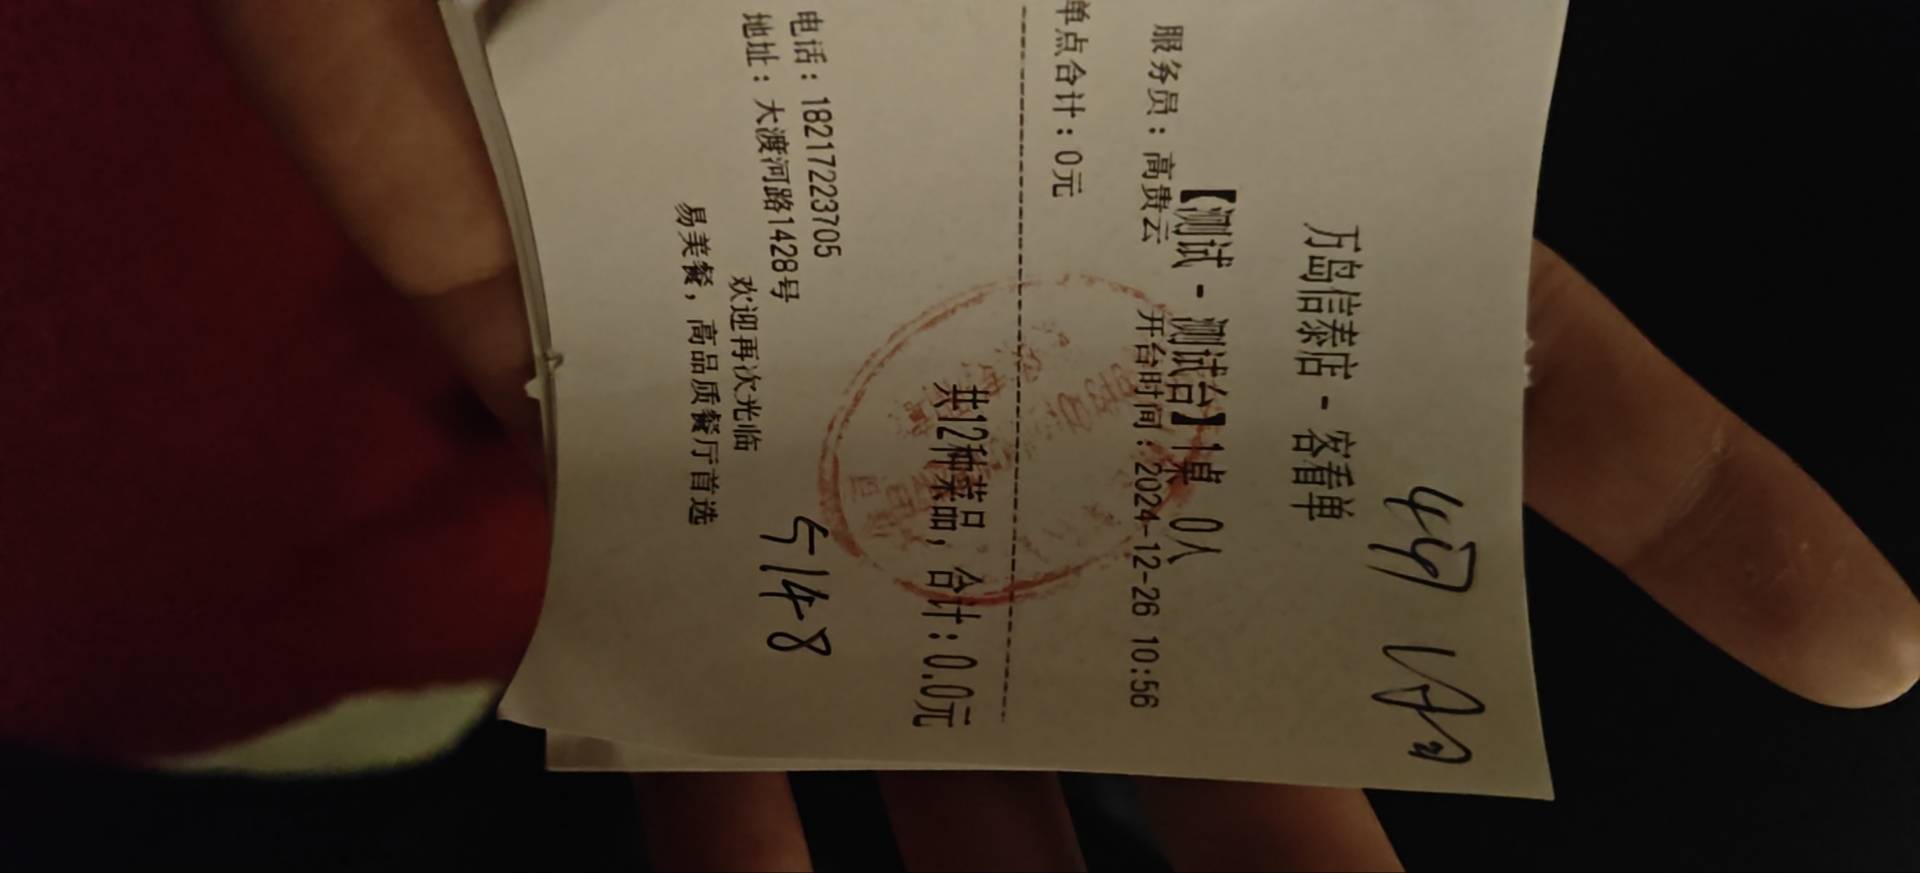 万岛信泰店 - 客看单
【测试 - 测试台】1桌 0人
服务员：高贵云 开台时间：2024-12-26 10:56
单点合计：0元
共12种菜品，合计：0.0元
5148
电话：18217223705
地址：大渡河路1428号
欢迎再次光临
易美餐，高品质餐厅首选